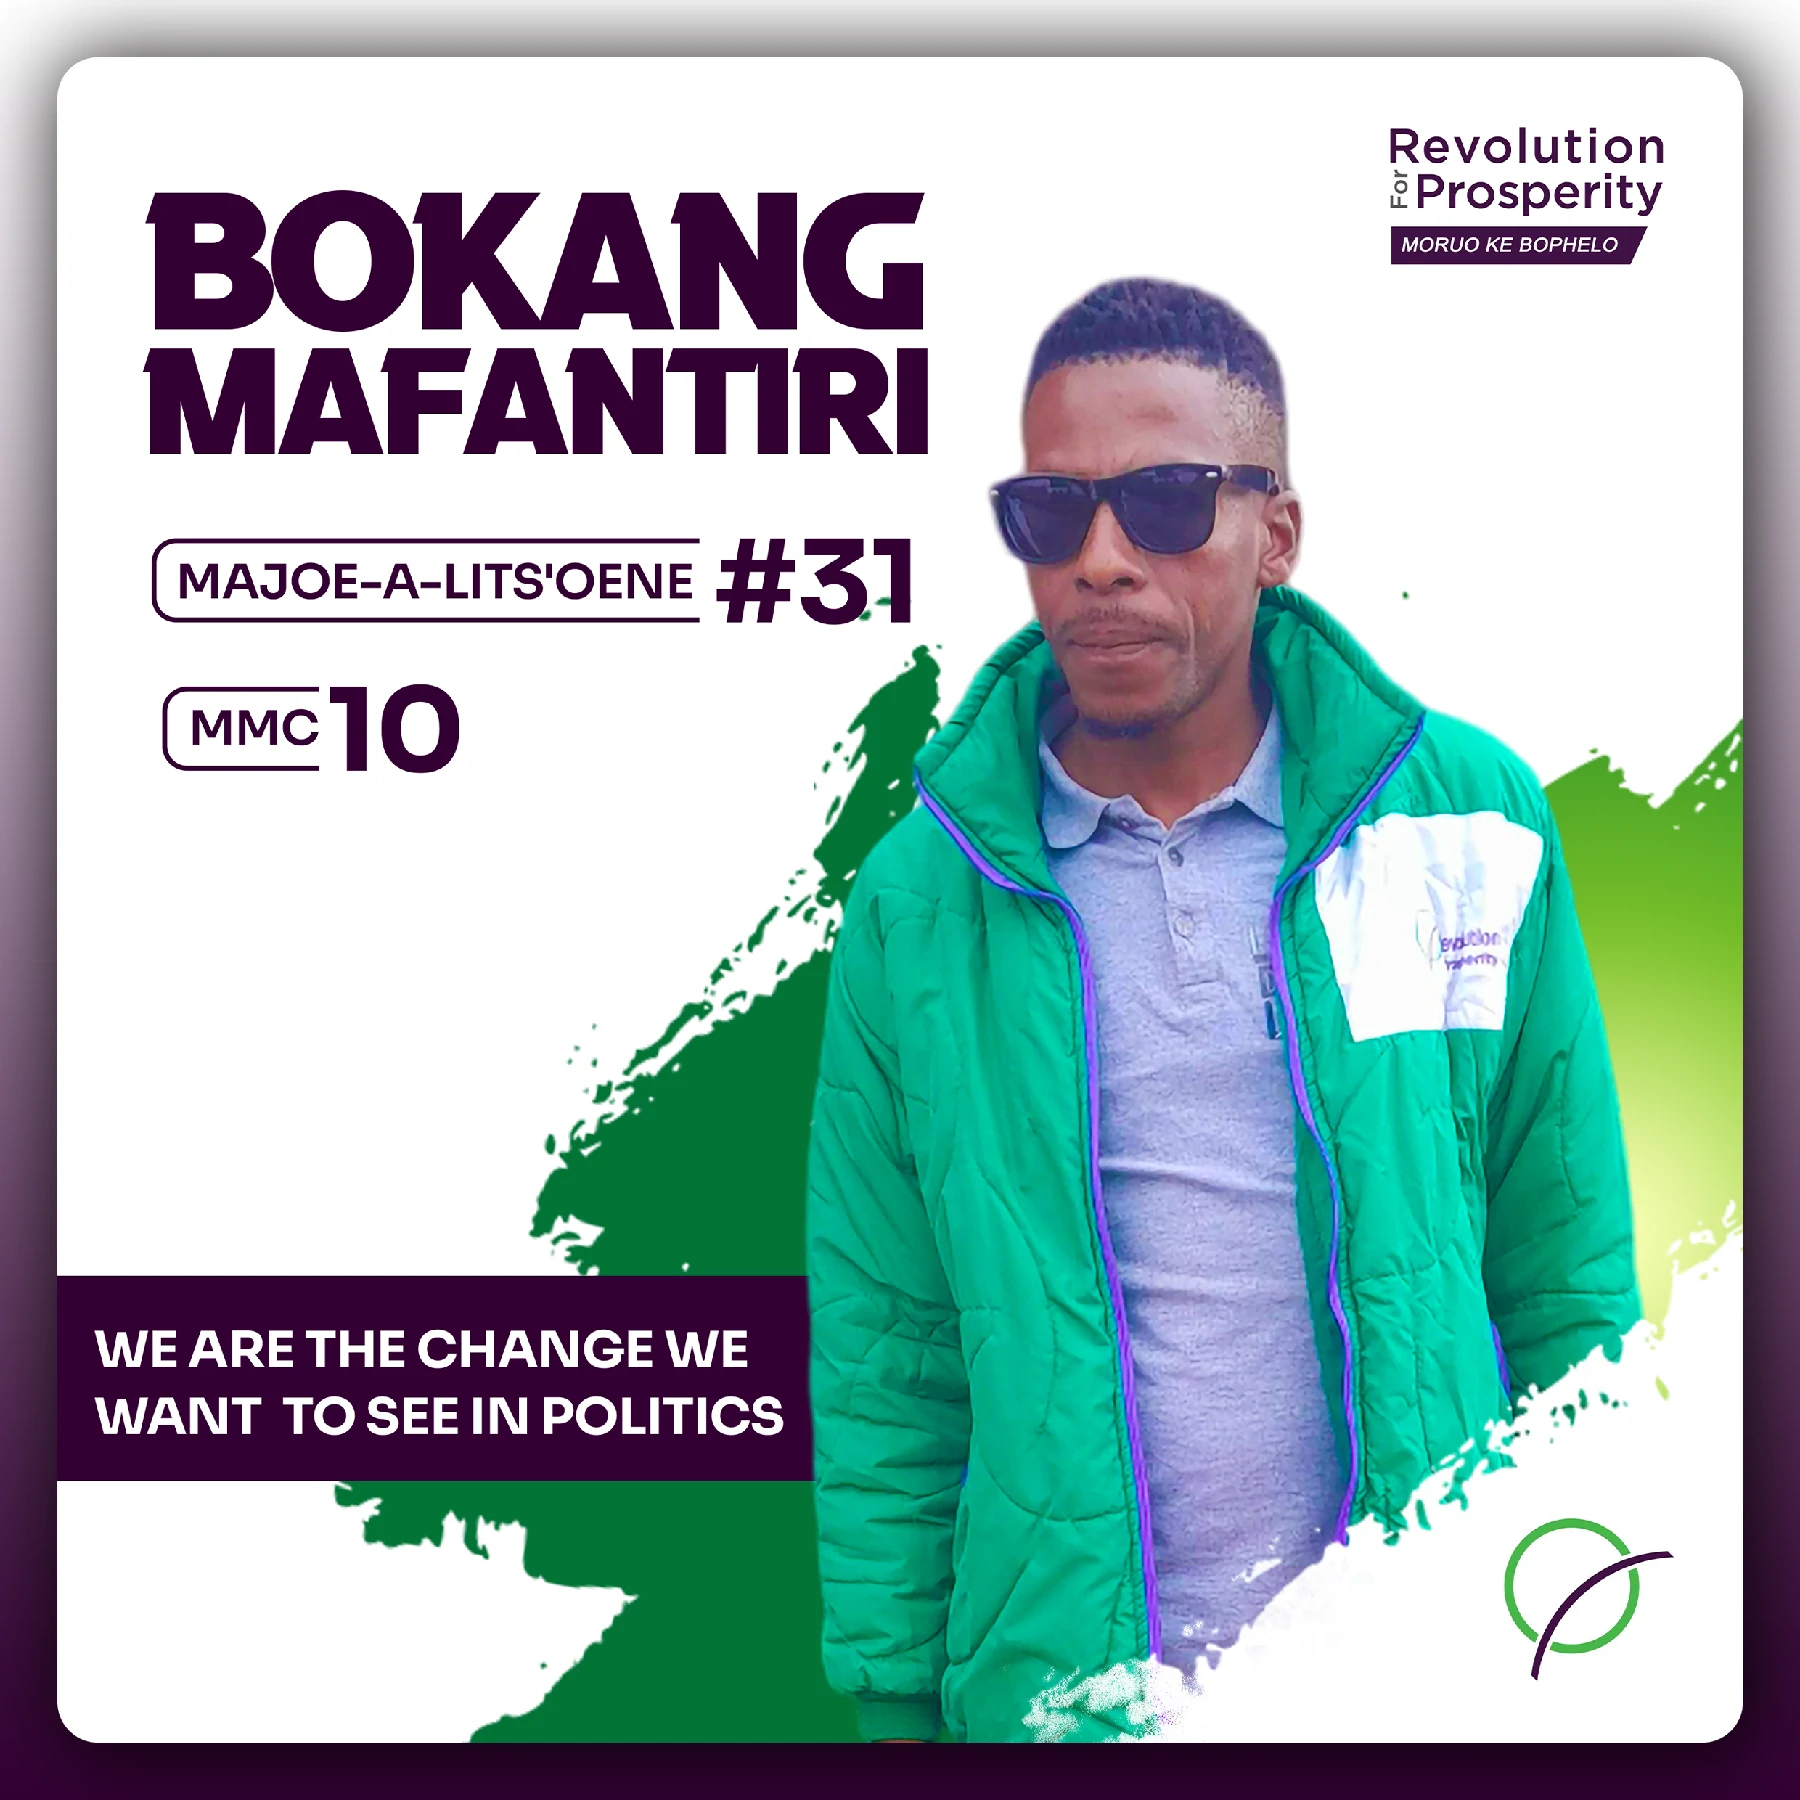 Revolution
For Prosperity
MORUO KE BOPHELO
BOKANG
MAFANTIRI
MAJOE-A-LITS'OENE #31
MMC 10
WE ARE THE CHANGE WE
WANT TO SEE IN POLITICS